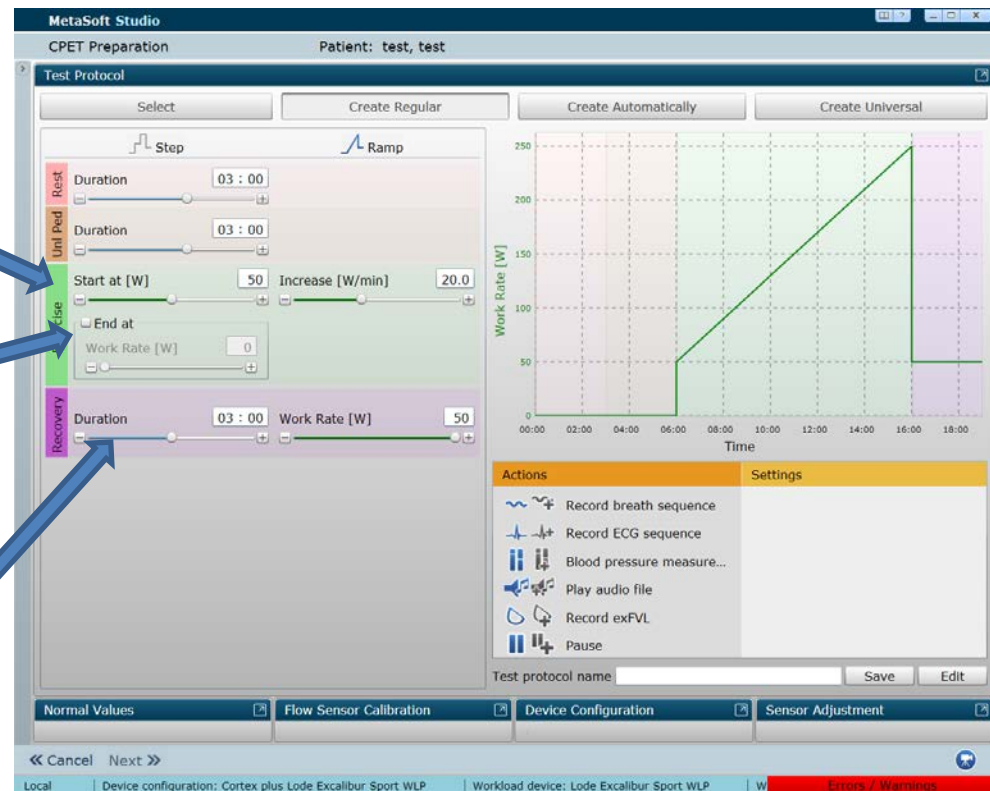 MetaSoft Studio
CPET Preparation Patient: test, test
Test Protocol
Select Create Regular Create Automatically Create Universal
Step Ramp
Rest
Duration 03 : 00
Unl Ped
Duration 03 : 00
Start at [W] 50 Increase [W/min] 20.0
End at
Work Rate [W] 0
Recovery
Duration 03 : 00 Work Rate [W] 50
Work Rate [W]
250
200
150
100
50
0
00:00 02:00 04:00 06:00 08:00 10:00 12:00 14:00 16:00 18:00
Time
Actions Settings
Record breath sequence
Record ECG sequence
Blood pressure measure...
Play audio file
Record exFVL
Pause
Test protocol name Save Edit
Normal Values Flow Sensor Calibration Device Configuration Sensor Adjustment
Cancel Next
Local Device configuration: Cortex plus Lode Excalibur Sport WLP Workload device: Lode Excalibur Sport WLP W Errors / Warnings